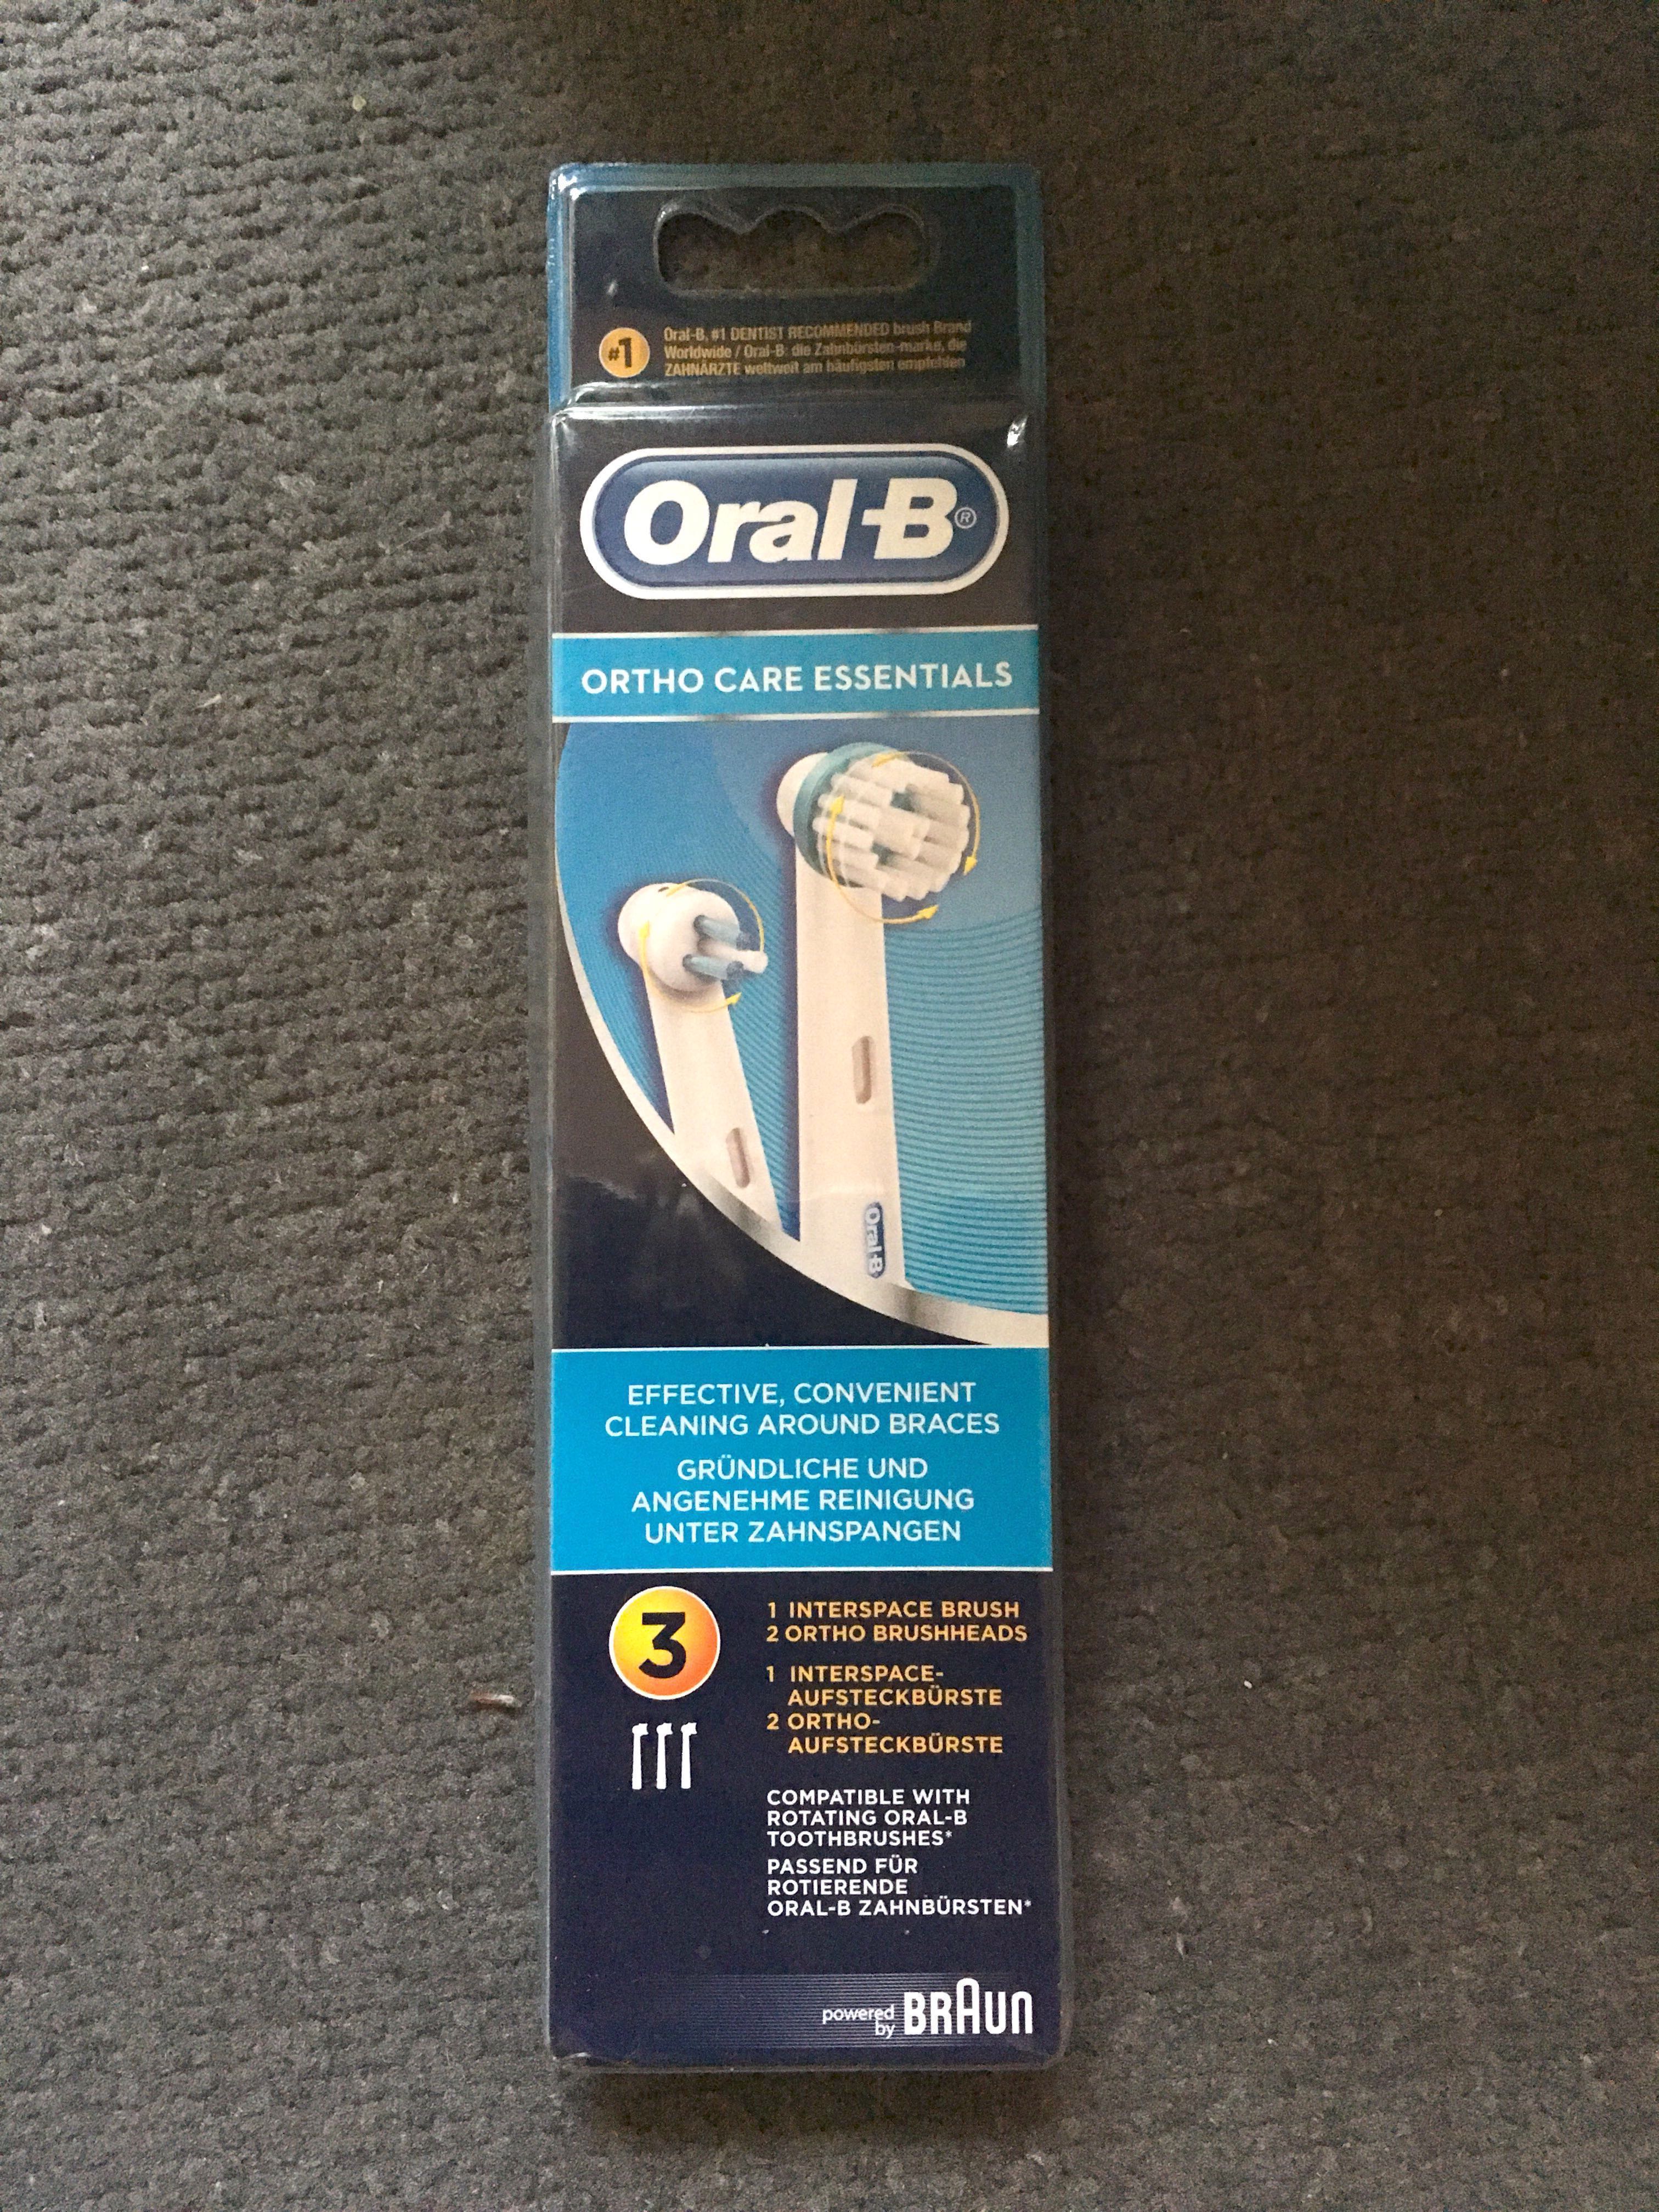 #1
Oral-B, #1 DENTIST RECOMMENDED brush Brand
Worldwide / Oral-B: die Zahnbürsten-marke, die
ZAHNÄRZTE weltweit am häufigsten empfehlen
Oral-B®
ORTHO CARE ESSENTIALS
Oral-B
EFFECTIVE, CONVENIENT
CLEANING AROUND BRACES
GRÜNDLICHE UND
ANGENEHME REINIGUNG
UNTER ZAHNSPANGEN
3
1 INTERSPACE BRUSH
2 ORTHO BRUSHHEADS
1 INTERSPACE-
AUFSTECKBÜRSTE
2 ORTHO-
AUFSTECKBÜRSTE
COMPATIBLE WITH
ROTATING ORAL-B
TOOTHBRUSHES*
PASSEND FÜR
ROTIERENDE
ORAL-B ZAHNBÜRSTEN*
powered
by BRAUN